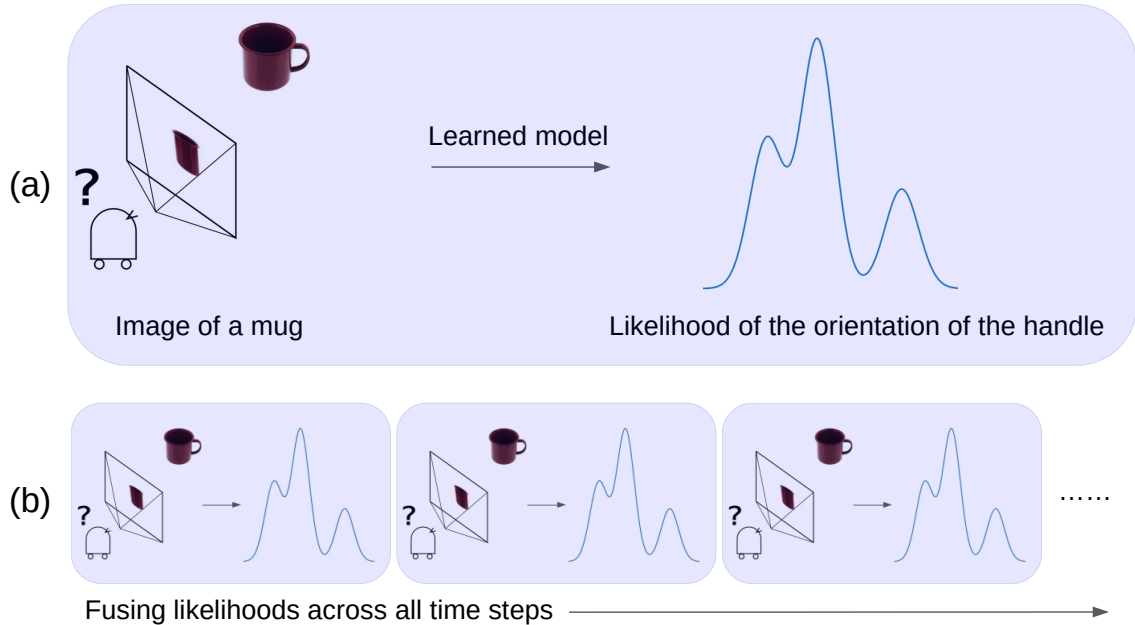 (a)
?
Learned model
Image of a mug
Likelihood of the orientation of the handle
(b)
?
?
?
......
Fusing likelihoods across all time steps